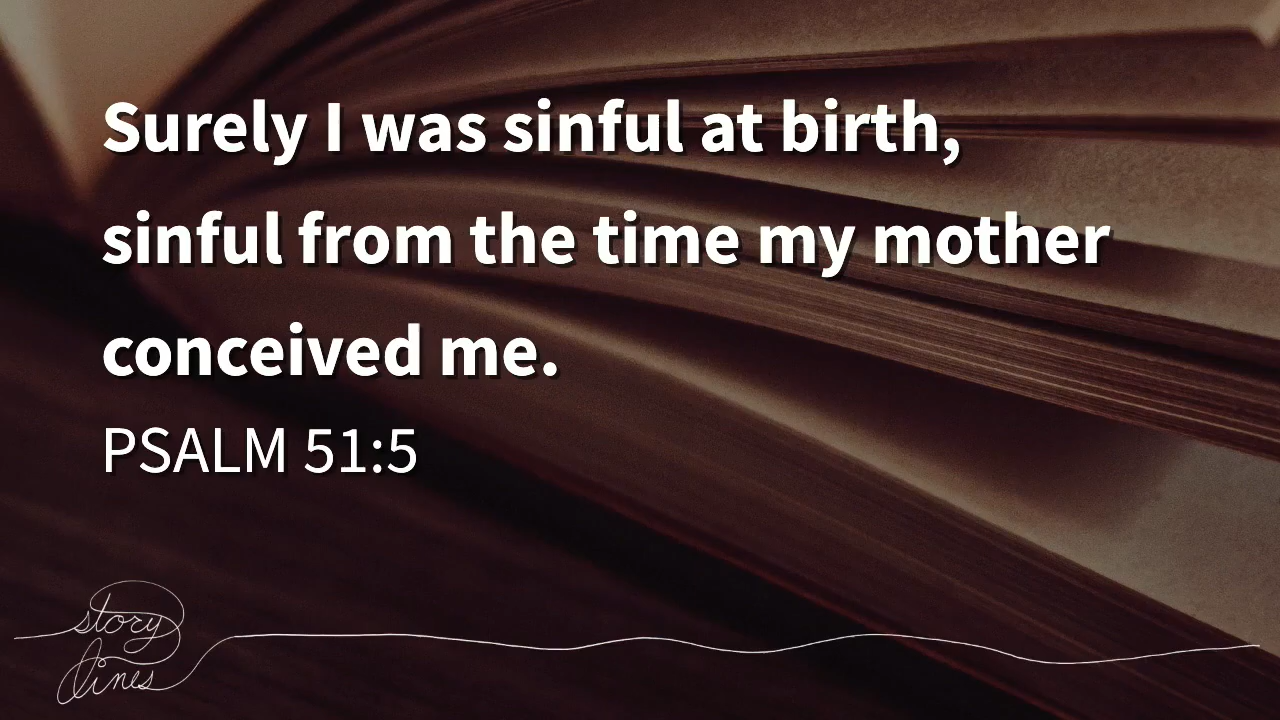 Surely I was sinful at birth,
sinful from the time my mother
conceived me.
PSALM 51:5
story
lines